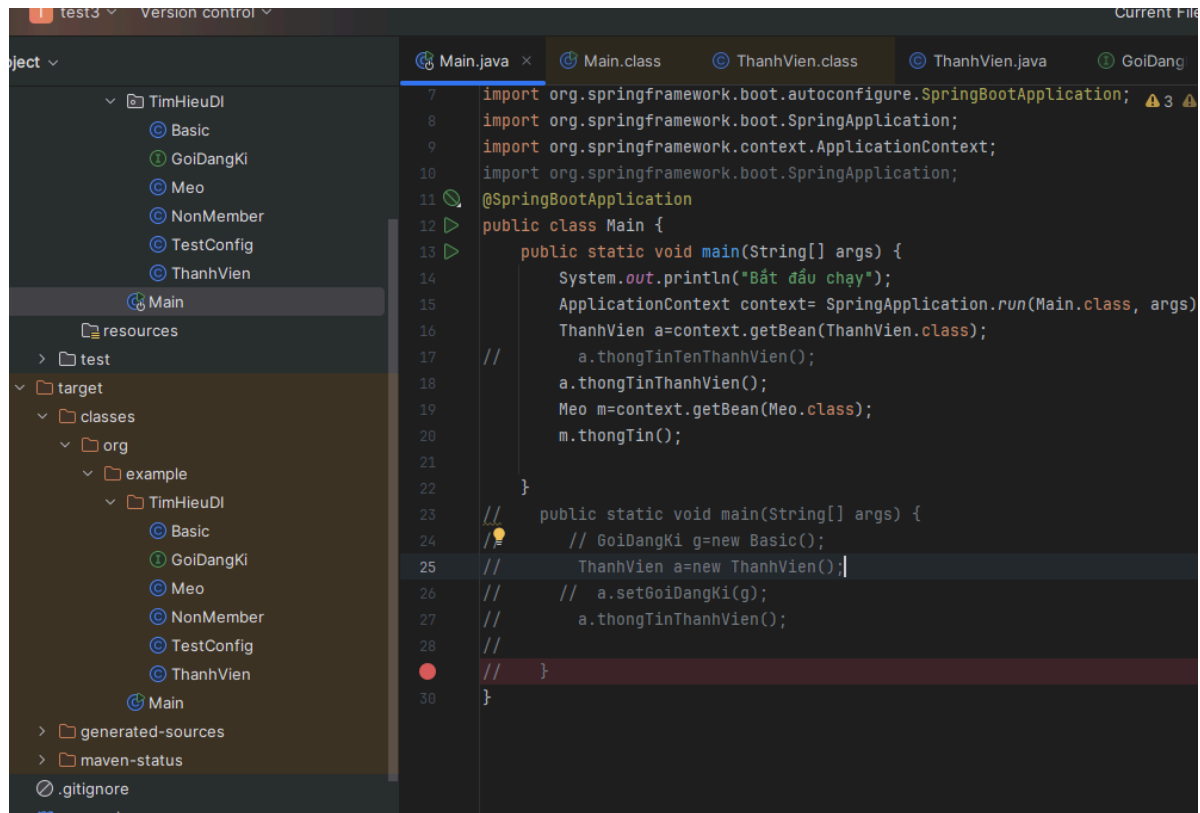 test3
Version control
Current File
oject
Main.java
Main.class
ThanhVien.class
ThanhVien.java
GoiDang
TimHieuDI
Basic
GoiDangKi
Meo
NonMember
TestConfig
ThanhVien
Main
resources
test
target
classes
org
example
TimHieuDI
Basic
GoiDangKi
Meo
NonMember
TestConfig
ThanhVien
Main
generated-sources
maven-status
.gitignore
3
7 import org.springframework.boot.autoconfigure.SpringBootApplication;
8 import org.springframework.boot.SpringApplication;
9 import org.springframework.context.ApplicationContext;
10 import org.springframework.boot.SpringApplication;
11 @SpringBootApplication
12 public class Main {
13 public static void main(String[] args) {
14 System.out.println("Bắt đầu chạy");
15 ApplicationContext context= SpringApplication.run(Main.class, args)
16 ThanhVien a=context.getBean(ThanhVien.class);
17 // a.thongTinTenThanhVien();
18 a.thongTinThanhVien();
19 Meo m=context.getBean(Meo.class);
20 m.thongTin();
21
22 }
23 // public static void main(String[] args) {
24 // // GoiDangKi g=new Basic();
25 // ThanhVien a=new ThanhVien();
26 // // a.setGoiDangKi(g);
27 // a.thongTinThanhVien();
28 //
// }
30 }